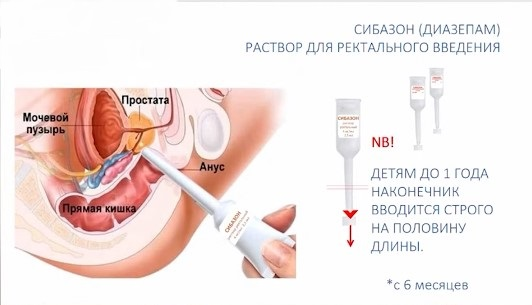 СИБАЗОН (ДИАЗЕПАМ)
РАСТВОР ДЛЯ РЕКТАЛЬНОГО ВВЕДЕНИЯ
Простата
Мочевой
пузырь
Анус
Прямая кишка
СИБАЗОН
СИБАЗОН
NB!
ДЕТЯМ ДО 1 ГОДА
НАКОНЕЧНИК
ВВОДИТСЯ СТРОГО
НА ПОЛОВИНУ
ДЛИНЫ.
*с 6 месяцев